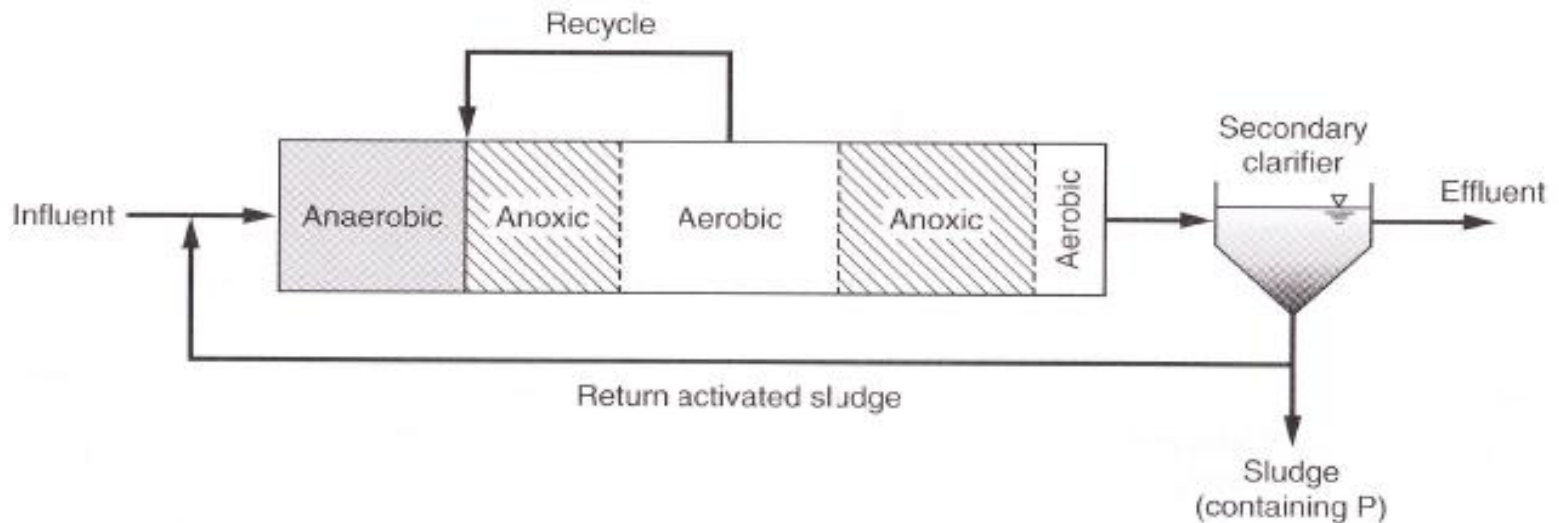 Recycle
Secondary
clarifier
Influent
Anaerobic
Anoxic
Aerobic
Anoxic
Aerobic
Effluent
Return activated sludge
Sludge
(containing P)